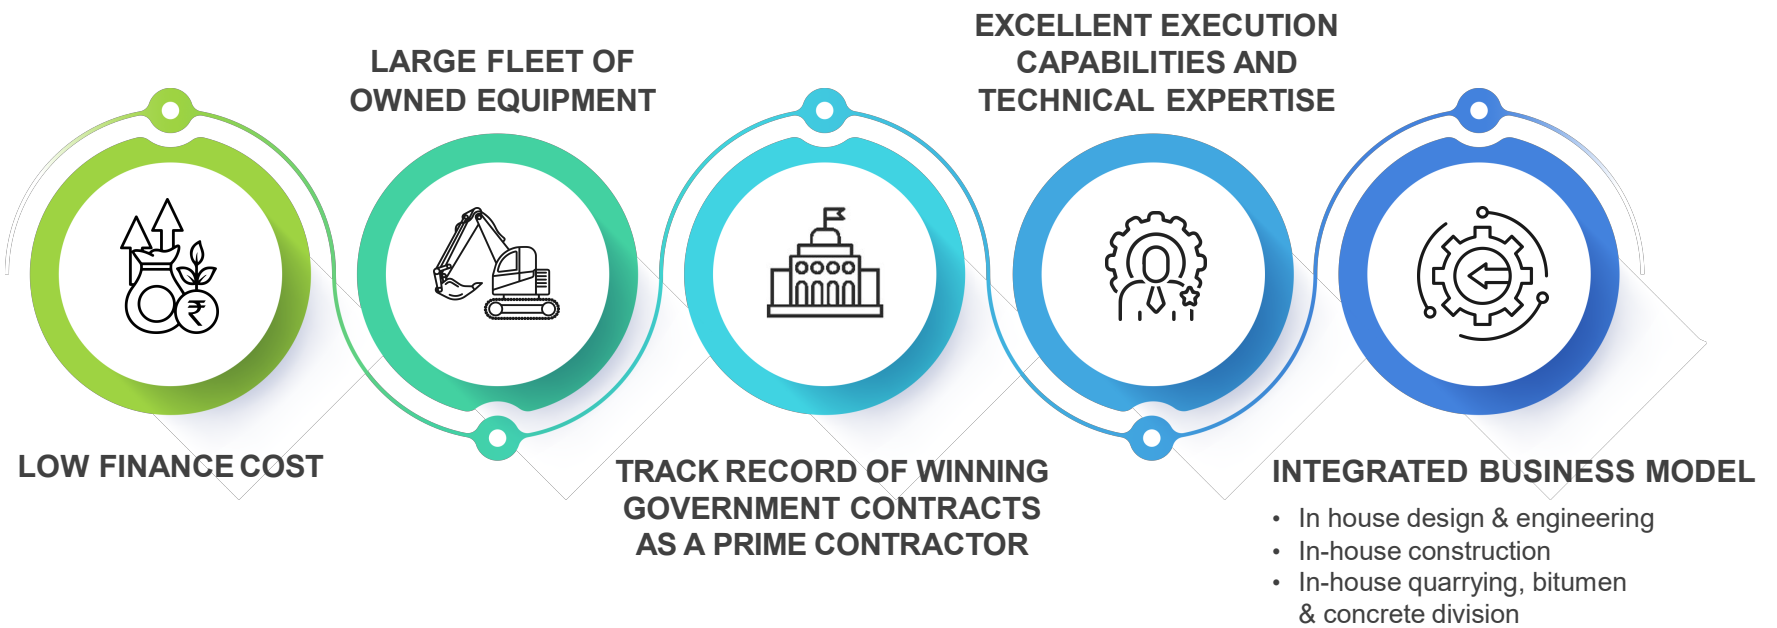 LOW FINANCE COST
LARGE FLEET OF
OWNED EQUIPMENT
₹
TRACK RECORD OF WINNING
GOVERNMENT CONTRACTS
AS A PRIME CONTRACTOR
EXCELLENT EXECUTION
CAPABILITIES AND
TECHNICAL EXPERTISE
INTEGRATED BUSINESS MODEL
• In house design & engineering
• In-house construction
• In-house quarrying, bitumen
& concrete division